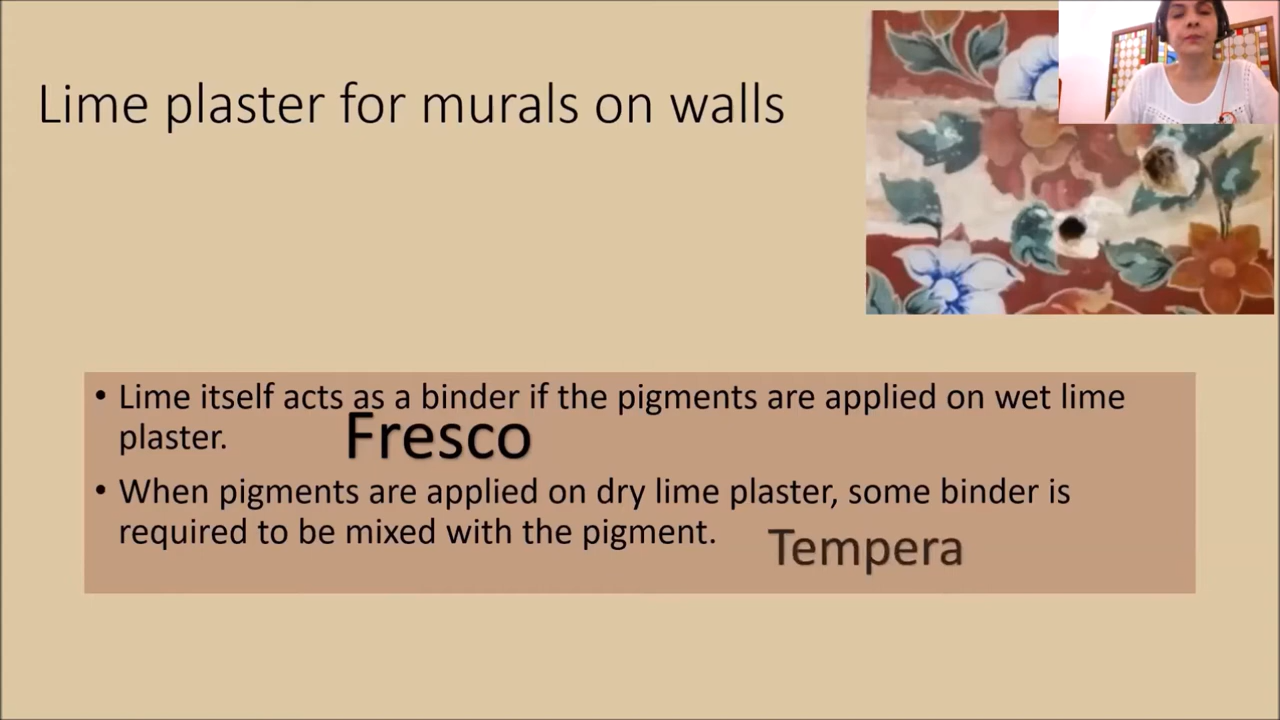 Lime plaster for murals on walls
• Lime itself acts as a binder if the pigments are applied on wet lime
plaster.
Fresco
• When pigments are applied on dry lime plaster, some binder is
required to be mixed with the pigment.
Tempera